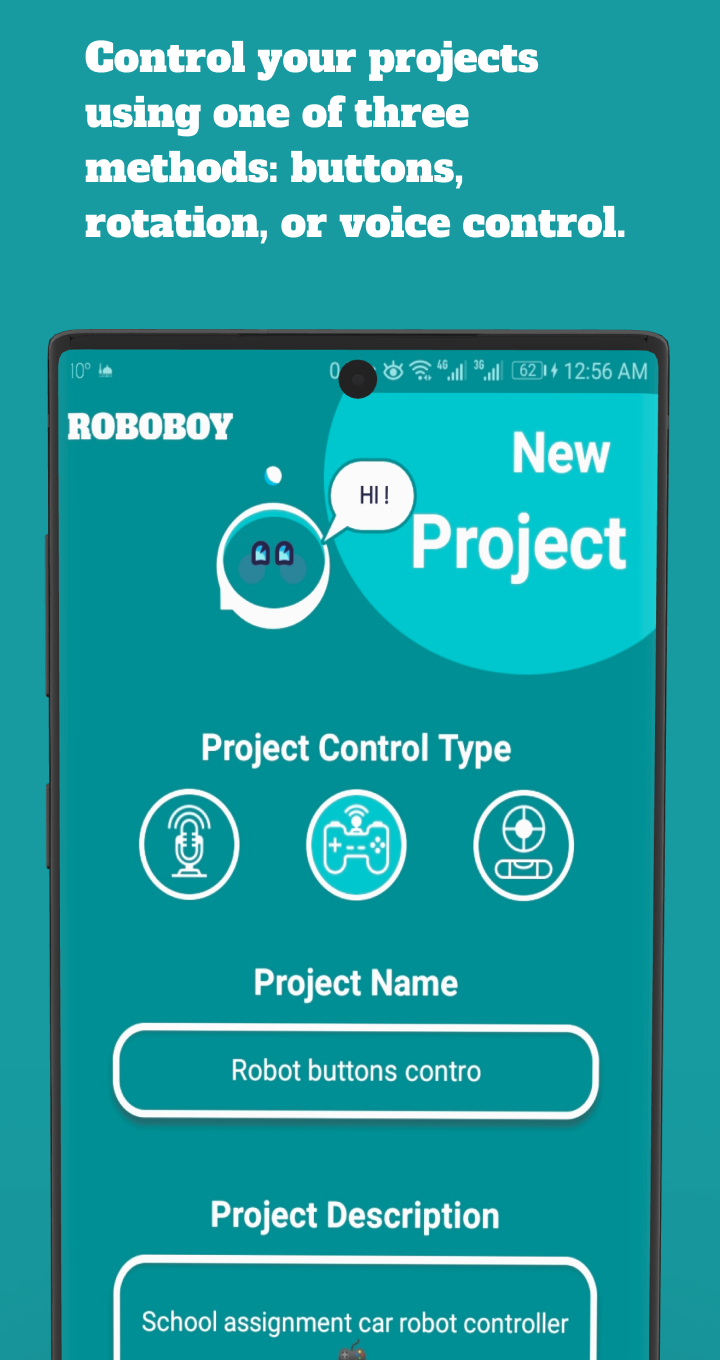 Control your projects
using one of three
methods: buttons,
rotation, or voice control.
10° 4G 3G 62 12:56 AM
ROBOBOY
New
HI !
Project
Project Control Type
Project Name
Robot buttons contro
Project Description
School assignment car robot controller